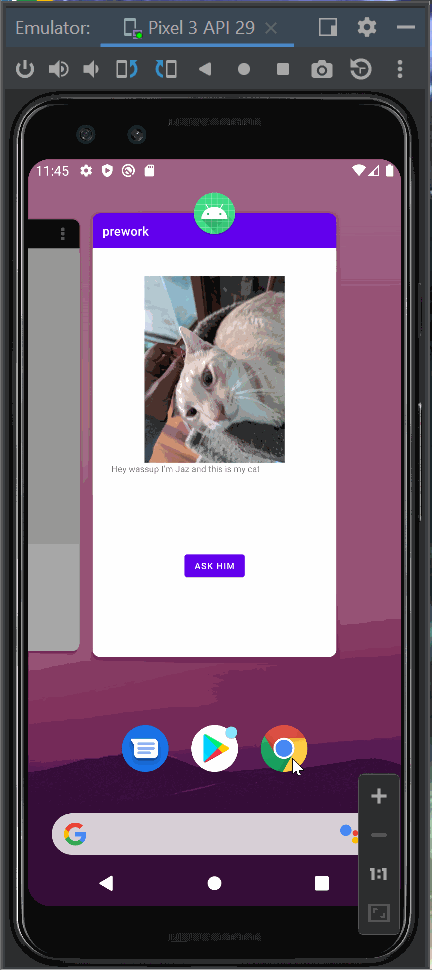 Emulator: Pixel 3 API 29
11:45
prework
Hey wassup I'm Jaz and this is my cat
ASK HIM
G
1:1